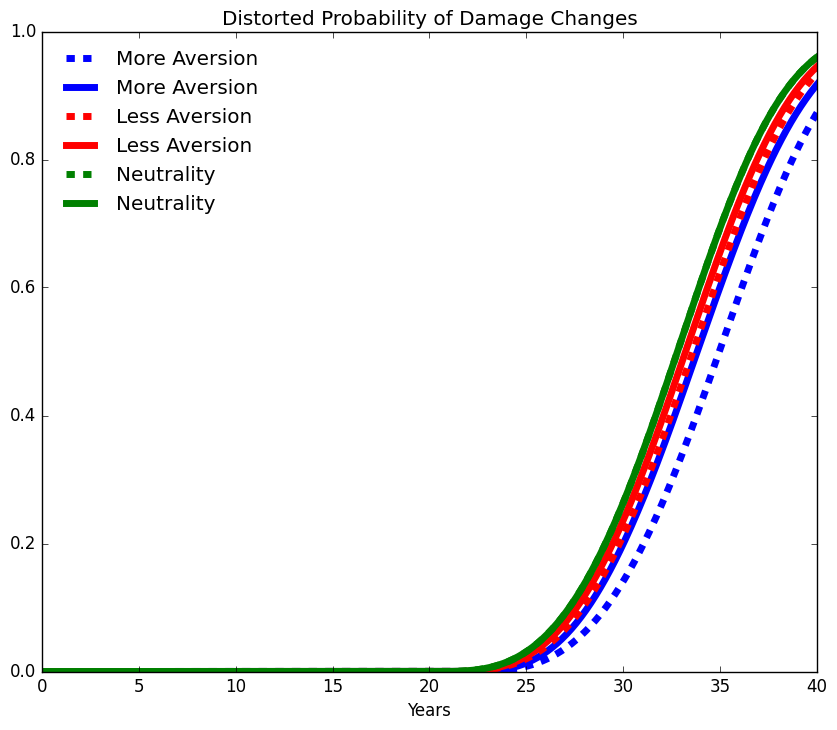 Distorted Probability of Damage Changes
1.0
0.8
0.6
0.4
0.2
0.0
More Aversion
More Aversion
Less Aversion
Less Aversion
Neutrality
Neutrality
0 5 10 15 20 25 30 35 40
Years